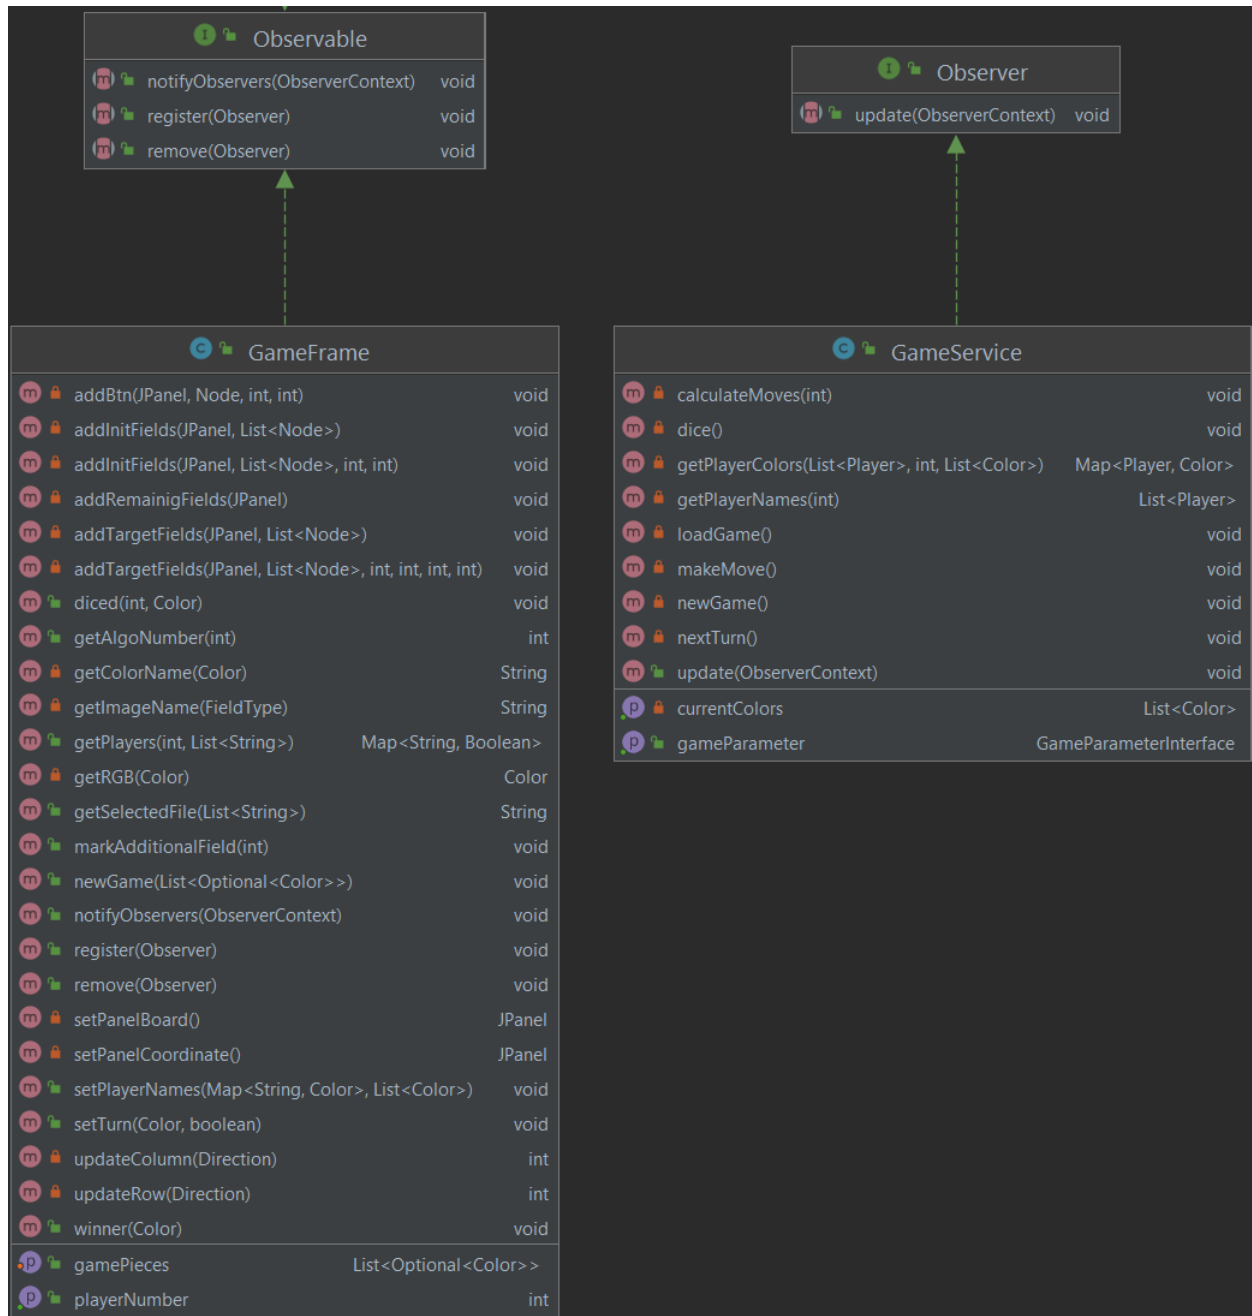 Observable
notifyObservers(ObserverContext) void
register(Observer) void
remove(Observer) void
Observer
update(ObserverContext) void
GameFrame
addBtn(JPanel, Node, int, int) void
addInitFields(JPanel, List<Node>) void
addInitFields(JPanel, List<Node>, int, int) void
addRemainigFields(JPanel) void
addTargetFields(JPanel, List<Node>) void
addTargetFields(JPanel, List<Node>, int, int, int, int) void
diced(int, Color) void
getAlgoNumber(int) int
getColorName(Color) String
getImageName(FieldType) String
getPlayers(int, List<String>) Map<String, Boolean>
getRGB(Color) Color
getSelectedFile(List<String>) String
markAdditionalField(int) void
newGame(List<Optional<Color>>) void
notifyObservers(ObserverContext) void
register(Observer) void
remove(Observer) void
setPanelBoard() JPanel
setPanelCoordinate() JPanel
setPlayerNames(Map<String, Color>, List<Color>) void
setTurn(Color, boolean) void
updateColumn(Direction) int
updateRow(Direction) int
winner(Color) void
gamePieces List<Optional<Color>>
playerNumber int
GameService
calculateMoves(int) void
dice() void
getPlayerColors(List<Player>, int, List<Color>) Map<Player, Color>
getPlayerNames(int) List<Player>
loadGame() void
makeMove() void
newGame() void
nextTurn() void
update(ObserverContext) void
currentColors List<Color>
gameParameter GameParameterInterface